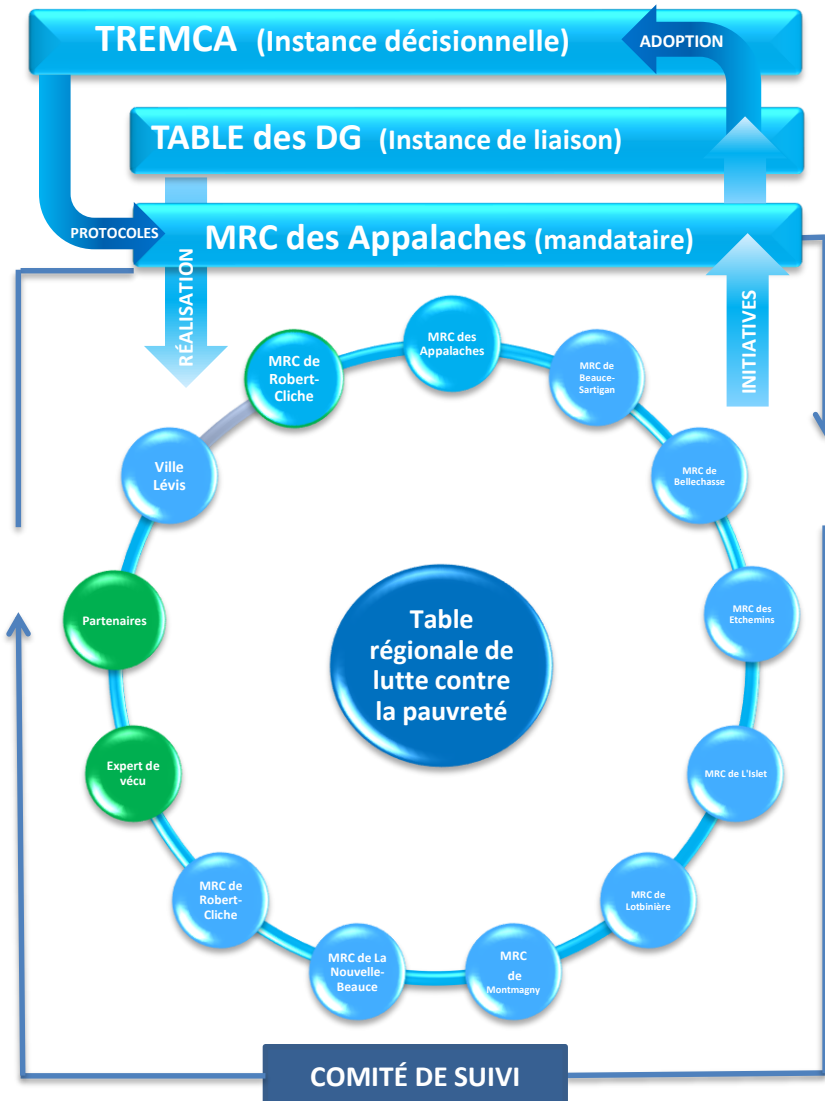 TREMCA (Instance décisionnelle)
ADOPTION
TABLE des DG (Instance de liaison)
PROTOCOLES
MRC des Appalaches (mandataire)
RÉALISATION
INITIATIVES
MRC des
Appalaches
MRC de
Beauce-
Sartigan
MRC de
Bellechasse
MRC des
Etchemins
MRC de L'Islet
MRC de
Lotbinière
MRC
de
Montmagny
MRC de La
Nouvelle-
Beauce
MRC de
Robert-
Cliche
Expert de
vécu
Partenaires
Ville
Lévis
MRC de
Robert-
Cliche
Table
régionale de
lutte contre
la pauvreté
COMITÉ DE SUIVI